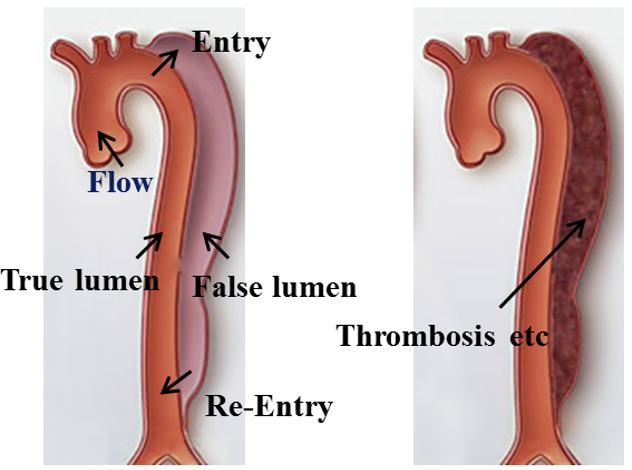 Entry
Flow
True lumen
False lumen
Thrombosis etc
Re-Entry